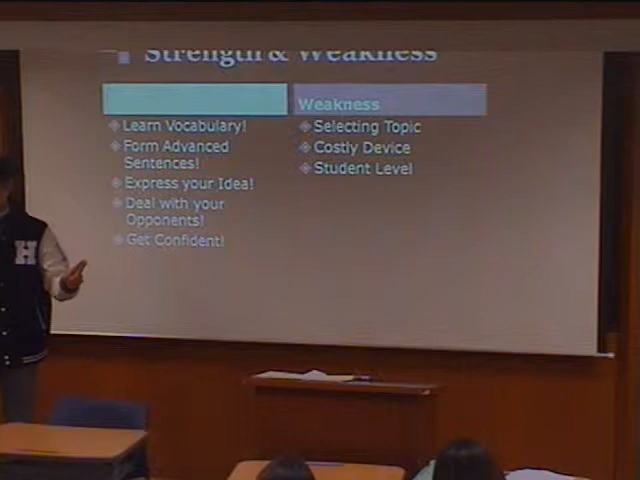 Strength & Weakness
Weakness
Learn Vocabulary!
Form Advanced
Sentences!
Express your Idea!
Deal with your
Opponents!
Get Confident!
Selecting Topic
Costly Device
Student Level
H